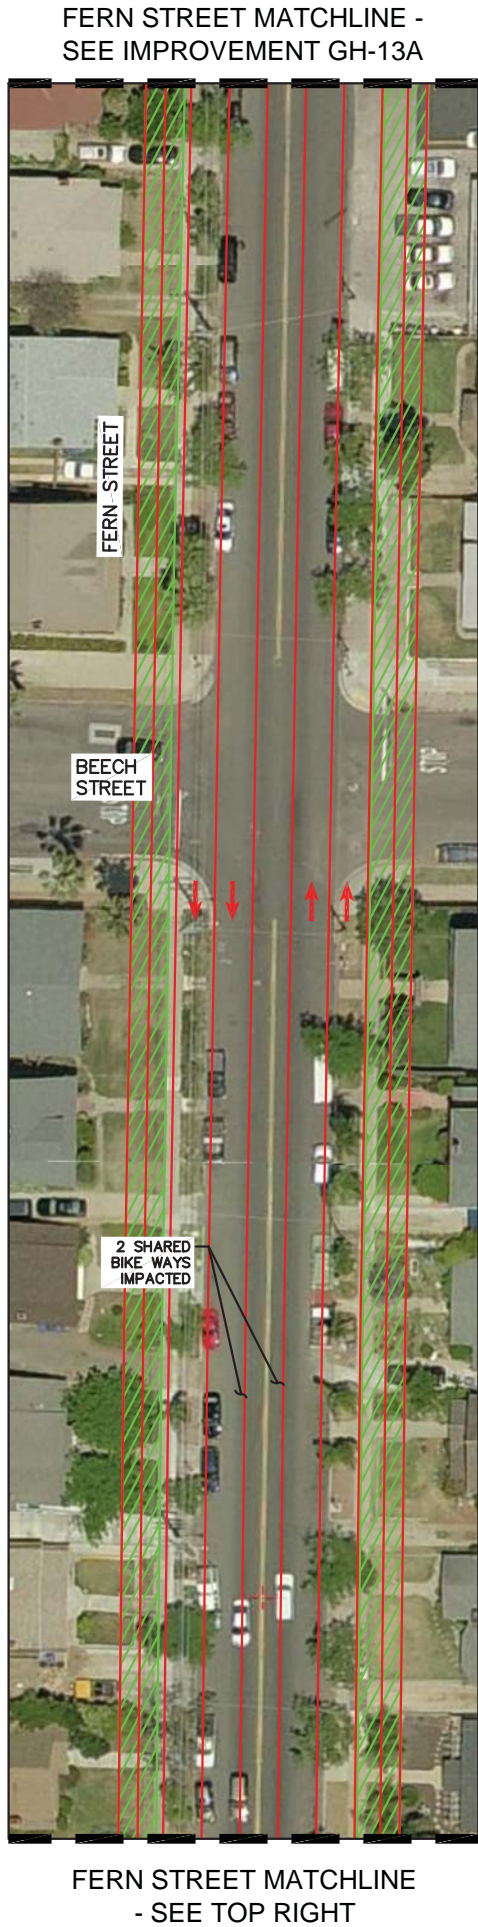 FERN STREET MATCHLINE -
SEE IMPROVEMENT GH-13A
FERN STREET
BEECH
STREET
STOP
2 SHARED
BIKE WAYS
IMPACTED
FERN STREET MATCHLINE
- SEE TOP RIGHT